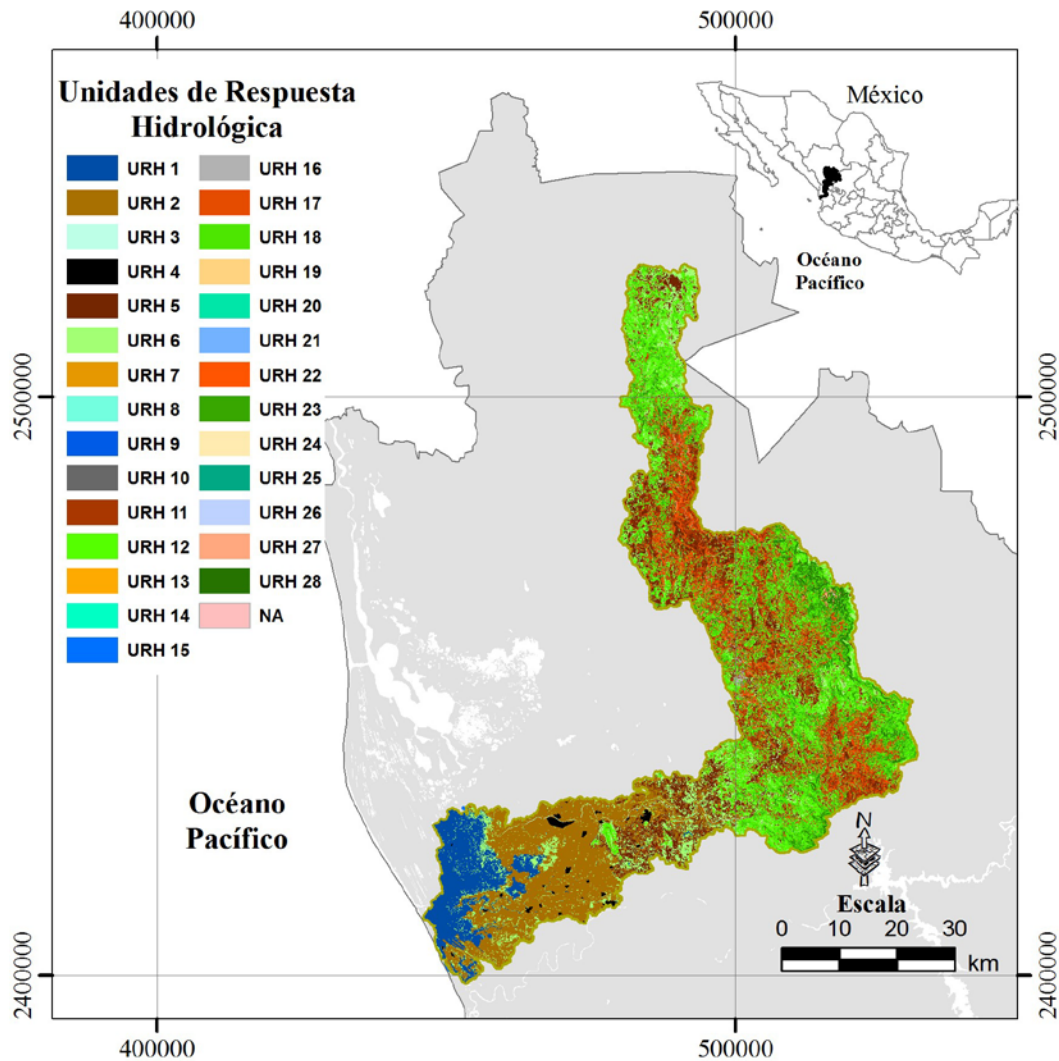 400000
500000
Unidades de Respuesta
Hidrológica
URH 1
URH 2
URH 3
URH 4
URH 5
URH 6
URH 7
URH 8
URH 9
URH 10
URH 11
URH 12
URH 13
URH 14
URH 15
URH 16
URH 17
URH 18
URH 19
URH 20
URH 21
URH 22
URH 23
URH 24
URH 25
URH 26
URH 27
URH 28
NA
México
Océano
Pacífico
2500000
2500000
Océano
Pacífico
N
Escala
0 10 20 30
km
2400000
2400000
400000
500000